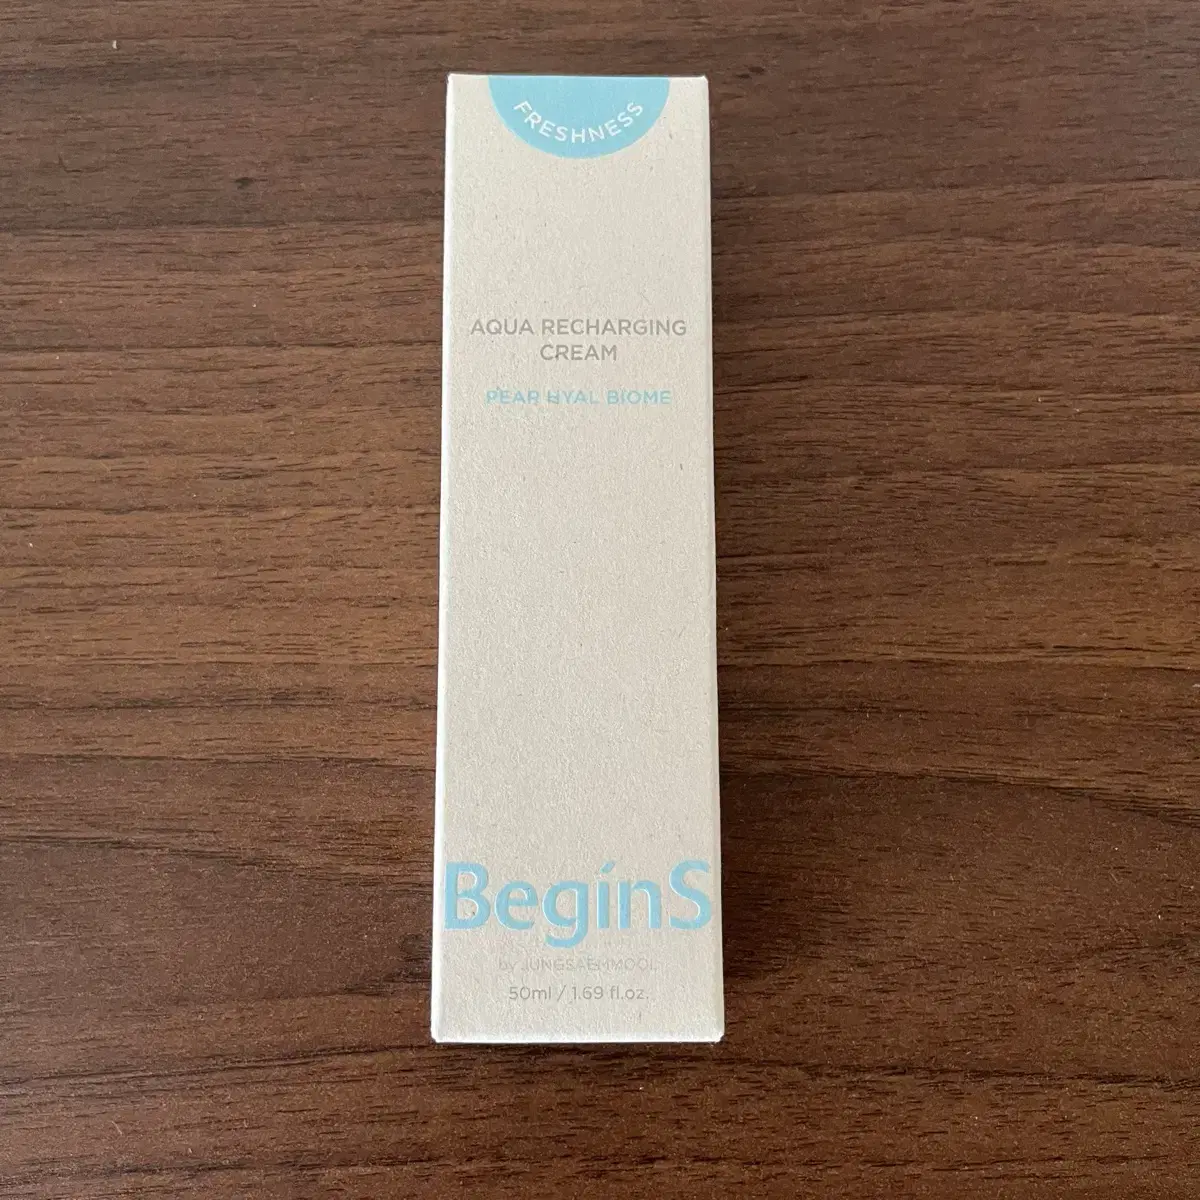 FRESHNESS
AQUA RECHARGING
CREAM
PEAR HYAL BIOME
BeginS
by JUNGSAEMMOOL
50ml / 1.69 fl.oz.